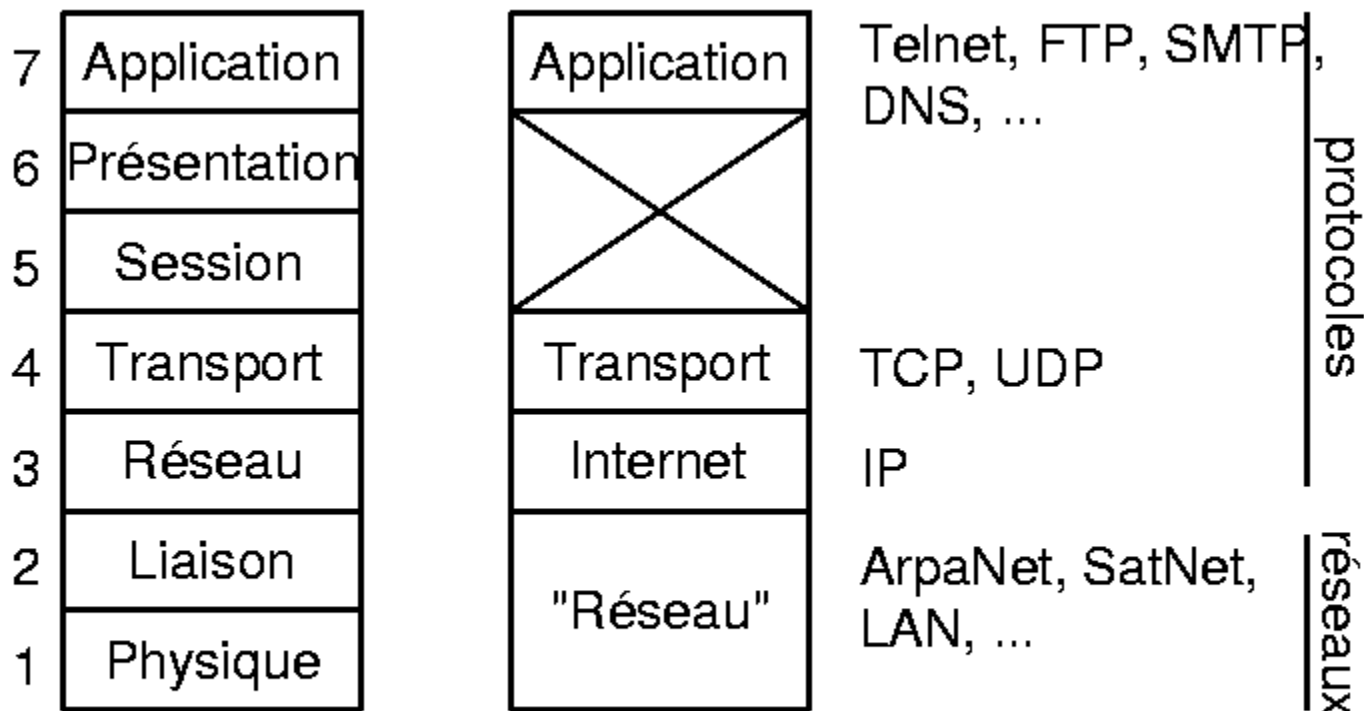 7 Application Application Telnet, FTP, SMTP,
DNS, ...
6 Présentation
5 Session
4 Transport Transport TCP, UDP
3 Réseau Internet IP
2 Liaison
"Réseau" ArpaNet, SatNet,
LAN, ...
1 Physique
protocoles
réseaux